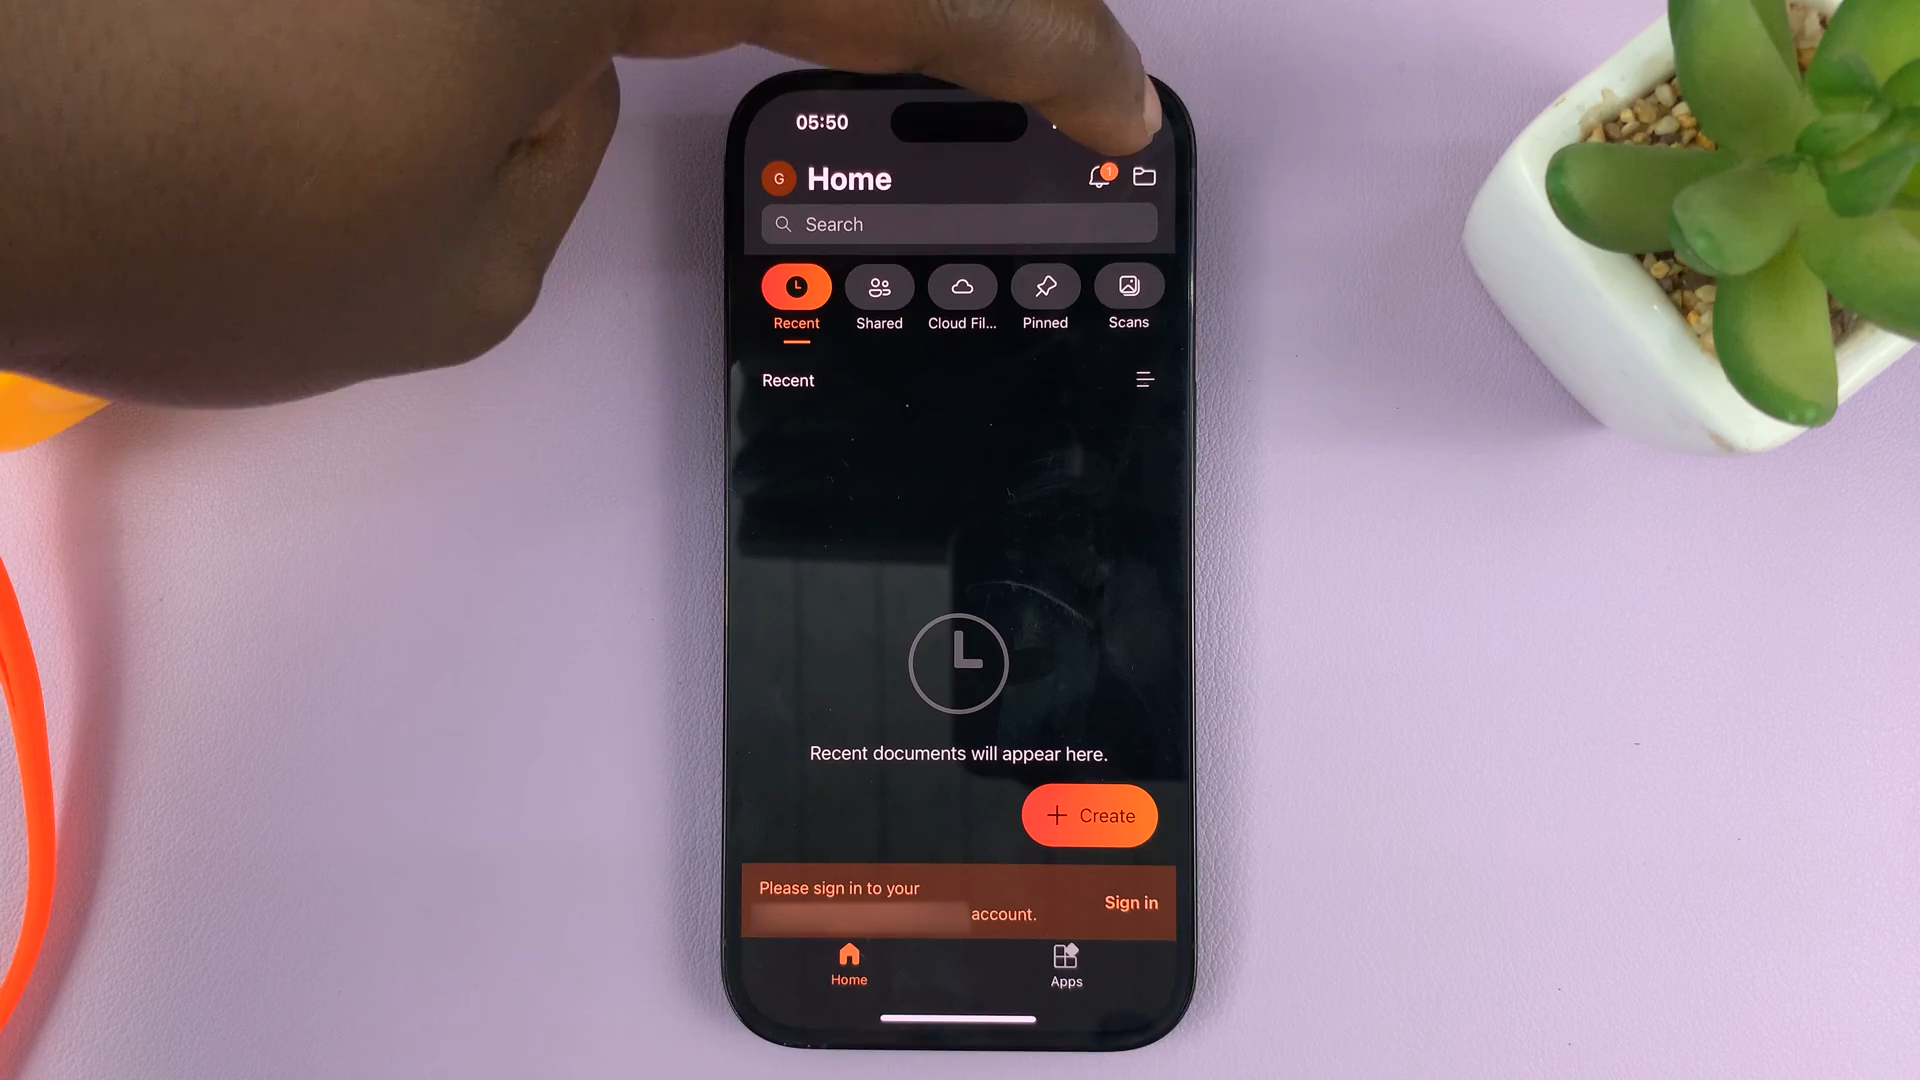 05:50
G Home 1
Search
Recent Shared Cloud Fil... Pinned Scans
Recent
Recent documents will appear here.
+ Create
Please sign in to your
account.
Sign in
Home Apps